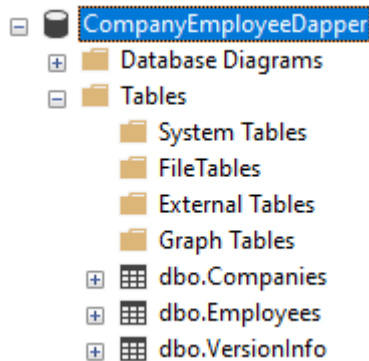 CompanyEmployeeDapper
Database Diagrams
Tables
System Tables
FileTables
External Tables
Graph Tables
dbo.Companies
dbo.Employees
dbo.VersionInfo